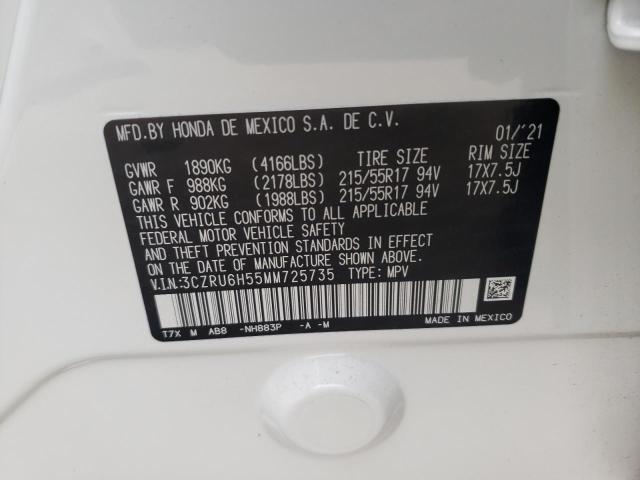 MFD.BY HONDA DE MEXICO S.A. DE C.V. 01/'21
GVWR 1890KG (4166LBS) TIRE SIZE RIM SIZE
GAWR F 988KG (2178LBS) 215/55R17 94V 17X7.5J
GAWR R 902KG (1988LBS) 215/55R17 94V 17X7.5J
THIS VEHICLE CONFORMS TO ALL APPLICABLE
FEDERAL MOTOR VEHICLE SAFETY
AND THEFT PREVENTION STANDARDS IN EFFECT
ON THE DATE OF MANUFACTURE SHOWN ABOVE.
V.I.N:3CZRU6H55MM725735 TYPE: MPV
T7X M AB8 -NH883P -A -M MADE IN MEXICO